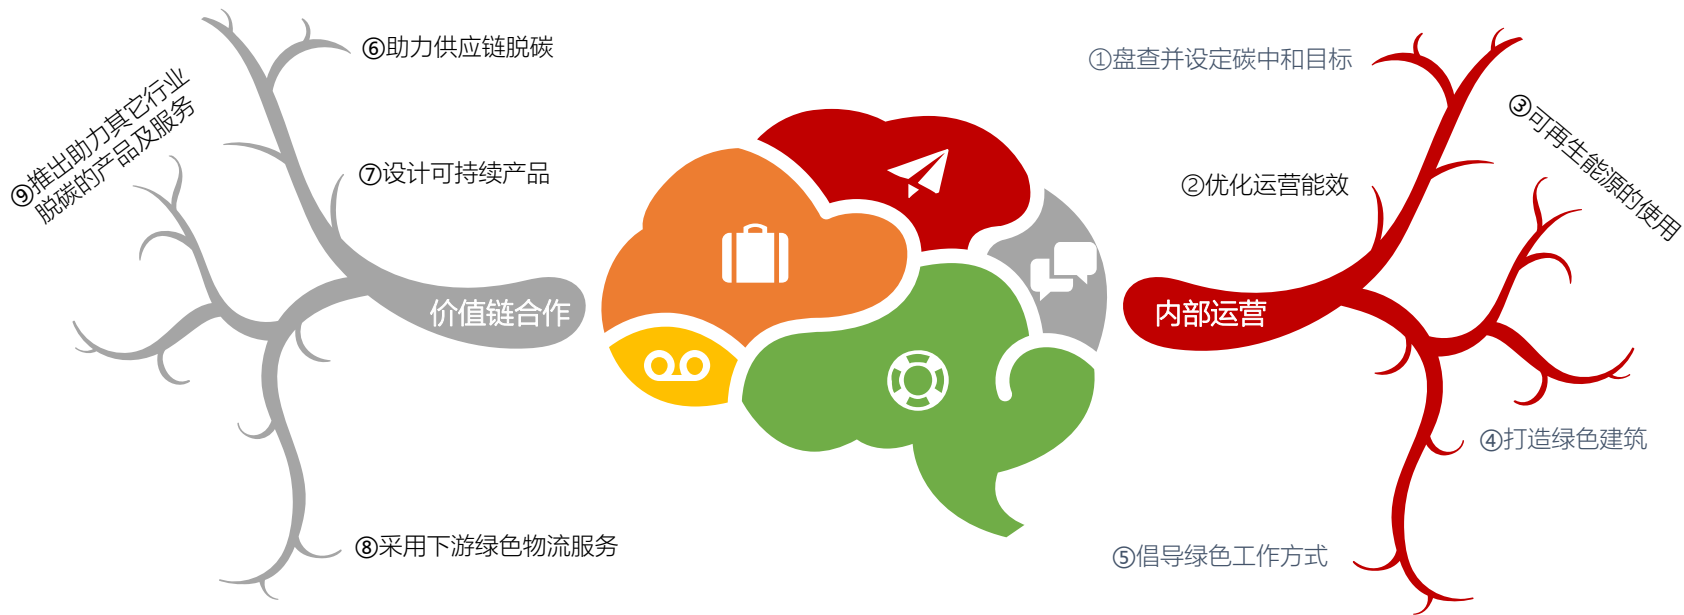 ⑥助力供应链脱碳
⑨推出助力其它行业
脱碳的产品及服务
⑦设计可持续产品
价值链合作
⑧采用下游绿色物流服务
①盘查并设定碳中和目标
③可再生能源的使用
②优化运营能效
内部运营
④打造绿色建筑
⑤倡导绿色工作方式